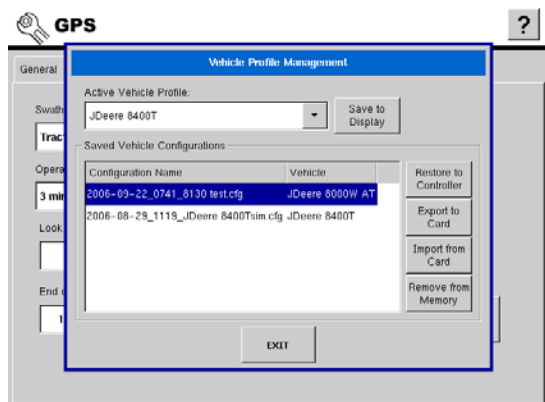 GPS
?
Vehicle Profile Management
General
Active Vehicle Profile:
JDeere 8400T
Save to
Display
Swath
Trac
Saved Vehicle Configurations
Configuration Name Vehicle
Opera
3 min
2006-09-22_0741_8130 test.cfg JDeere 8000W AT
2006-08-29_1119_JDeere 8400Tsim.cfg JDeere 8400T
Restore to
Controller
Export to
Card
Look
Import from
Card
End o
1
Remove from
Memory
EXIT